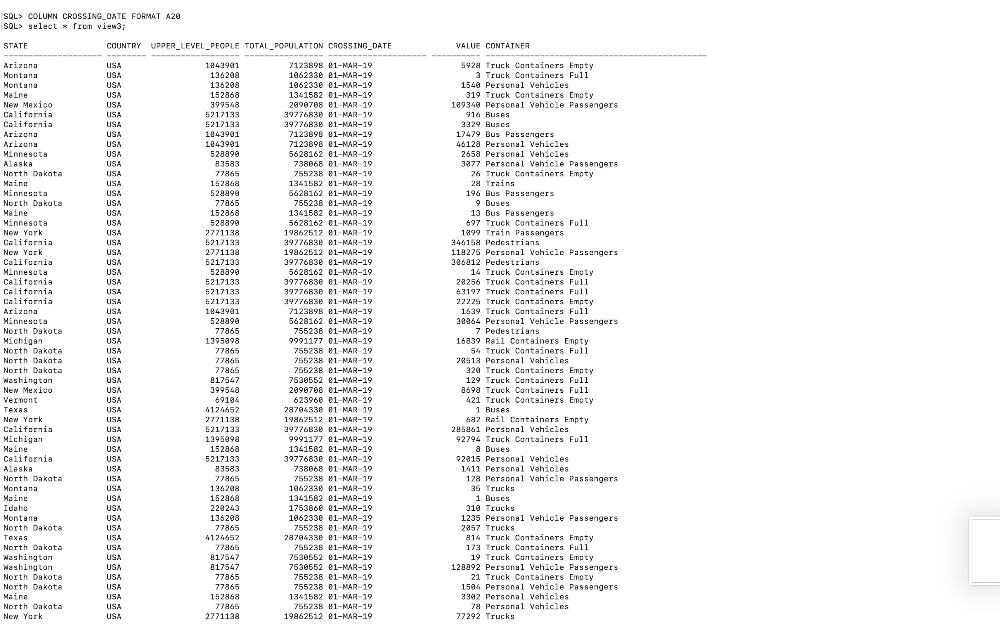 [SQL> COLUMN CROSSING_DATE FORMAT A20
[SQL> select * from view3;
STATE                COUNTRY  UPPER_LEVEL_PEOPLE TOTAL_POPULATION CROSSING_DATE             VALUE CONTAINER
-------------------- -------- ------------------ ---------------- -------------------- ---------- ---------------------------------------------
Arizona              USA                 1043901          7123898 01-MAR-19                  5928 Truck Containers Empty
Montana              USA                  136208          1062330 01-MAR-19                     3 Truck Containers Full
Montana              USA                  136208          1062330 01-MAR-19                  1540 Personal Vehicles
Maine                USA                  152868          1341582 01-MAR-19                   319 Truck Containers Empty
New Mexico           USA                  399548          2090708 01-MAR-19                109340 Personal Vehicle Passengers
California           USA                 5217133         39776830 01-MAR-19                   916 Buses
California           USA                 5217133         39776830 01-MAR-19                  3329 Buses
Arizona              USA                 1043901          7123898 01-MAR-19                 17479 Bus Passengers
Arizona              USA                 1043901          7123898 01-MAR-19                 46128 Personal Vehicles
Minnesota            USA                  528890          5628162 01-MAR-19                  2658 Personal Vehicles
Alaska               USA                   83583           738068 01-MAR-19                  3077 Personal Vehicle Passengers
North Dakota         USA                   77865           755238 01-MAR-19                    26 Truck Containers Empty
Maine                USA                  152868          1341582 01-MAR-19                    28 Trains
Minnesota            USA                  528890          5628162 01-MAR-19                   196 Bus Passengers
North Dakota         USA                   77865           755238 01-MAR-19                     9 Buses
Maine                USA                  152868          1341582 01-MAR-19                    13 Bus Passengers
Minnesota            USA                  528890          5628162 01-MAR-19                   697 Truck Containers Full
New York             USA                 2771138         19862512 01-MAR-19                  1099 Train Passengers
California           USA                 5217133         39776830 01-MAR-19                346158 Pedestrians
New York             USA                 2771138         19862512 01-MAR-19                118275 Personal Vehicle Passengers
California           USA                 5217133         39776830 01-MAR-19                306812 Pedestrians
Minnesota            USA                  528890          5628162 01-MAR-19                    14 Truck Containers Empty
California           USA                 5217133         39776830 01-MAR-19                 20256 Truck Containers Full
California           USA                 5217133         39776830 01-MAR-19                 63197 Truck Containers Full
California           USA                 5217133         39776830 01-MAR-19                 22225 Truck Containers Empty
Arizona              USA                 1043901          7123898 01-MAR-19                  1639 Truck Containers Full
Minnesota            USA                  528890          5628162 01-MAR-19                 30064 Personal Vehicle Passengers
North Dakota         USA                   77865           755238 01-MAR-19                     7 Pedestrians
Michigan             USA                 1395098          9991177 01-MAR-19                 16839 Rail Containers Empty
North Dakota         USA                   77865           755238 01-MAR-19                    54 Truck Containers Full
North Dakota         USA                   77865           755238 01-MAR-19                 20513 Personal Vehicles
North Dakota         USA                   77865           755238 01-MAR-19                   320 Truck Containers Empty
Washington           USA                  817547          7530552 01-MAR-19                   129 Truck Containers Full
New Mexico           USA                  399548          2090708 01-MAR-19                  8698 Truck Containers Full
Vermont              USA                   69104           623960 01-MAR-19                   421 Truck Containers Empty
Texas                USA                 4124652         28704330 01-MAR-19                     1 Buses
New York             USA                 2771138         19862512 01-MAR-19                   682 Rail Containers Empty
California           USA                 5217133         39776830 01-MAR-19                285861 Personal Vehicles
Michigan             USA                 1395098          9991177 01-MAR-19                 92794 Truck Containers Full
Maine                USA                  152868          1341582 01-MAR-19                     8 Buses
California           USA                 5217133         39776830 01-MAR-19                 92015 Personal Vehicles
Alaska               USA                   83583           738068 01-MAR-19                  1411 Personal Vehicles
North Dakota         USA                   77865           755238 01-MAR-19                   128 Personal Vehicle Passengers
Montana              USA                  136208          1062330 01-MAR-19                    35 Trucks
Maine                USA                  152868          1341582 01-MAR-19                     1 Buses
Idaho                USA                  220243          1753860 01-MAR-19                   310 Trucks
Montana              USA                  136208          1062330 01-MAR-19                  1235 Personal Vehicle Passengers
North Dakota         USA                   77865           755238 01-MAR-19                  2057 Trucks
Texas                USA                 4124652         28704330 01-MAR-19                   814 Truck Containers Empty
North Dakota         USA                   77865           755238 01-MAR-19                   173 Truck Containers Full
Washington           USA                  817547          7530552 01-MAR-19                    19 Truck Containers Empty
Washington           USA                  817547          7530552 01-MAR-19                128892 Personal Vehicle Passengers
North Dakota         USA                   77865           755238 01-MAR-19                    21 Truck Containers Empty
North Dakota         USA                   77865           755238 01-MAR-19                  1504 Personal Vehicle Passengers
Maine                USA                  152868          1341582 01-MAR-19                  3302 Personal Vehicles
North Dakota         USA                   77865           755238 01-MAR-19                    78 Personal Vehicles
New York             USA                 2771138         19862512 01-MAR-19                 77292 Trucks